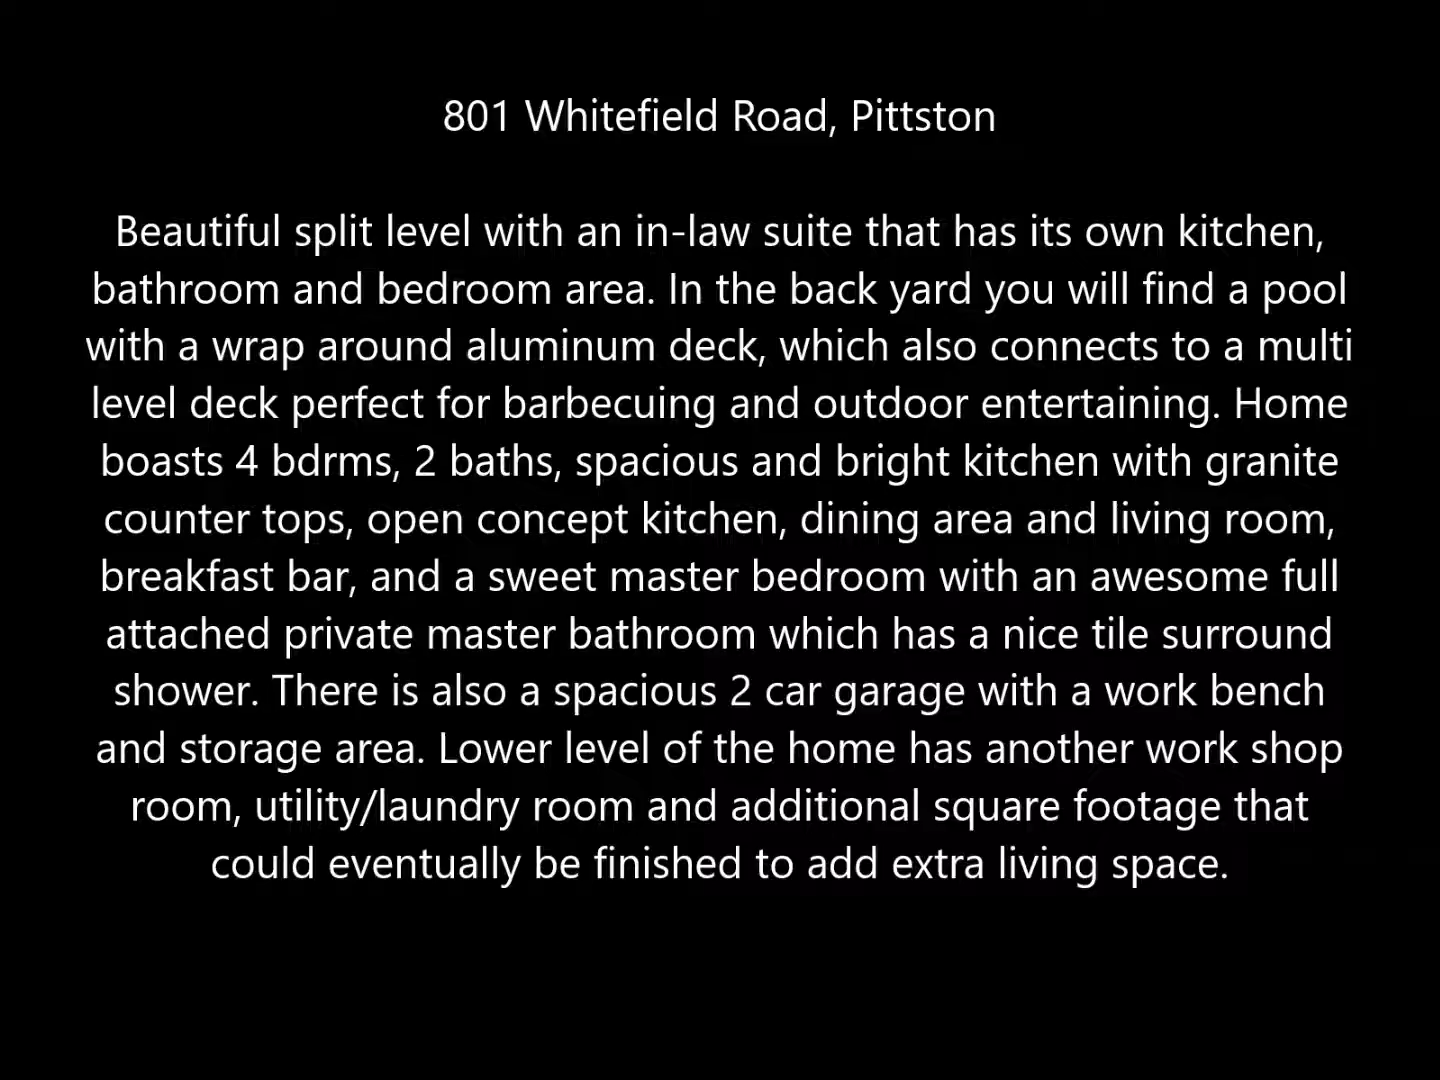 801 Whitefield Road, Pittston
Beautiful split level with an in-law suite that has its own kitchen,
bathroom and bedroom area. In the back yard you will find a pool
with a wrap around aluminum deck, which also connects to a multi
level deck perfect for barbecuing and outdoor entertaining. Home
boasts 4 bdrms, 2 baths, spacious and bright kitchen with granite
counter tops, open concept kitchen, dining area and living room,
breakfast bar, and a sweet master bedroom with an awesome full
attached private master bathroom which has a nice tile surround
shower. There is also a spacious 2 car garage with a work bench
and storage area. Lower level of the home has another work shop
room, utility/laundry room and additional square footage that
could eventually be finished to add extra living space.